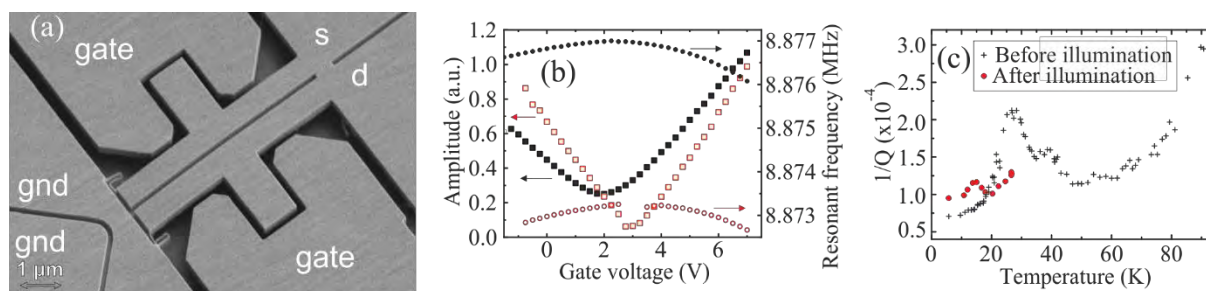 (a)
gate
s
d
gnd
gnd
gate
1 μm
(b)
Amplitude (a.u.)
1.2
1.0
0.8
0.6
0.4
0.2
0.0
0 2 4 6
Gate voltage (V)
8.877
8.876
8.875
8.874
8.873
Resonant frequency (MHz)
(c)
Before illumination
After illumination
1/Q (x10⁻⁴)
3.0
2.5
2.0
1.5
1.0
0.5
0 20 40 60 80
Temperature (K)